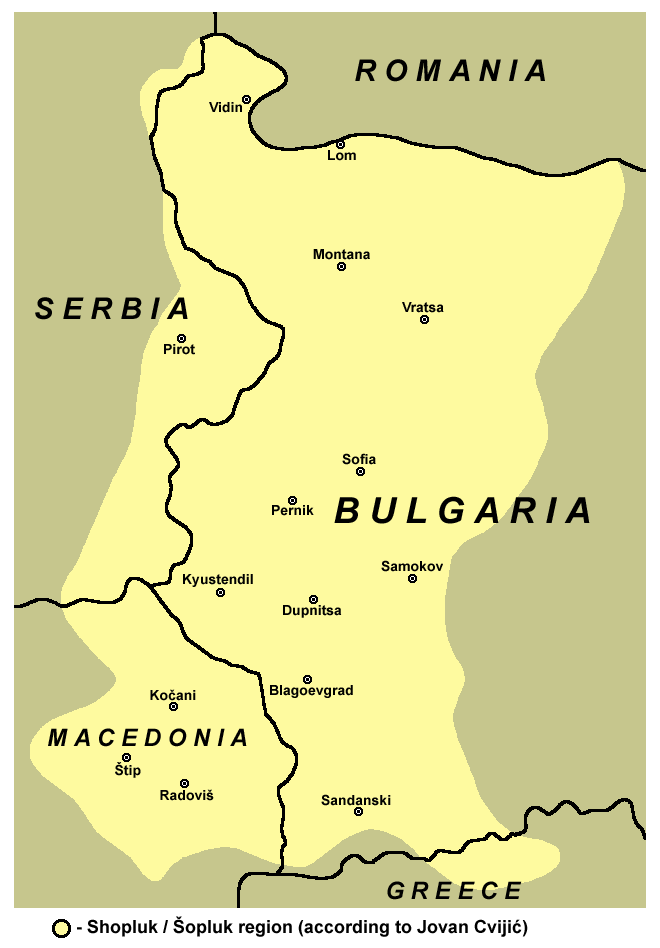 ROMANIA
Vidin
Lom
Montana
SERBIA
Vratsa
Pirot
Sofia
Pernik
BULGARIA
Samokov
Kyustendil
Dupnitsa
Blagoevgrad
Kočani
MACEDONIA
Štip
Radoviš
Sandanski
GREECE
- Shopluk / Šopluk region (according to Jovan Cvijić)